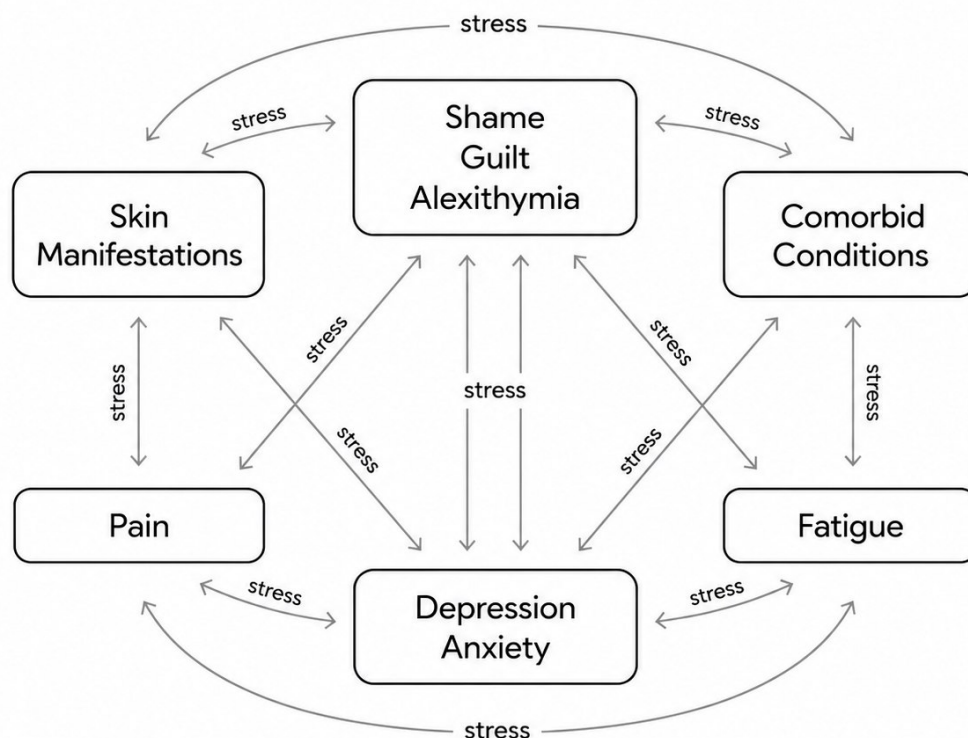 stress
stress
Shame
Guilt
Alexithymia
stress
Skin
Manifestations
Comorbid
Conditions
stress
stress
stress
stress
stress
stress
stress
Pain
Fatigue
stress
Depression
Anxiety
stress
stress